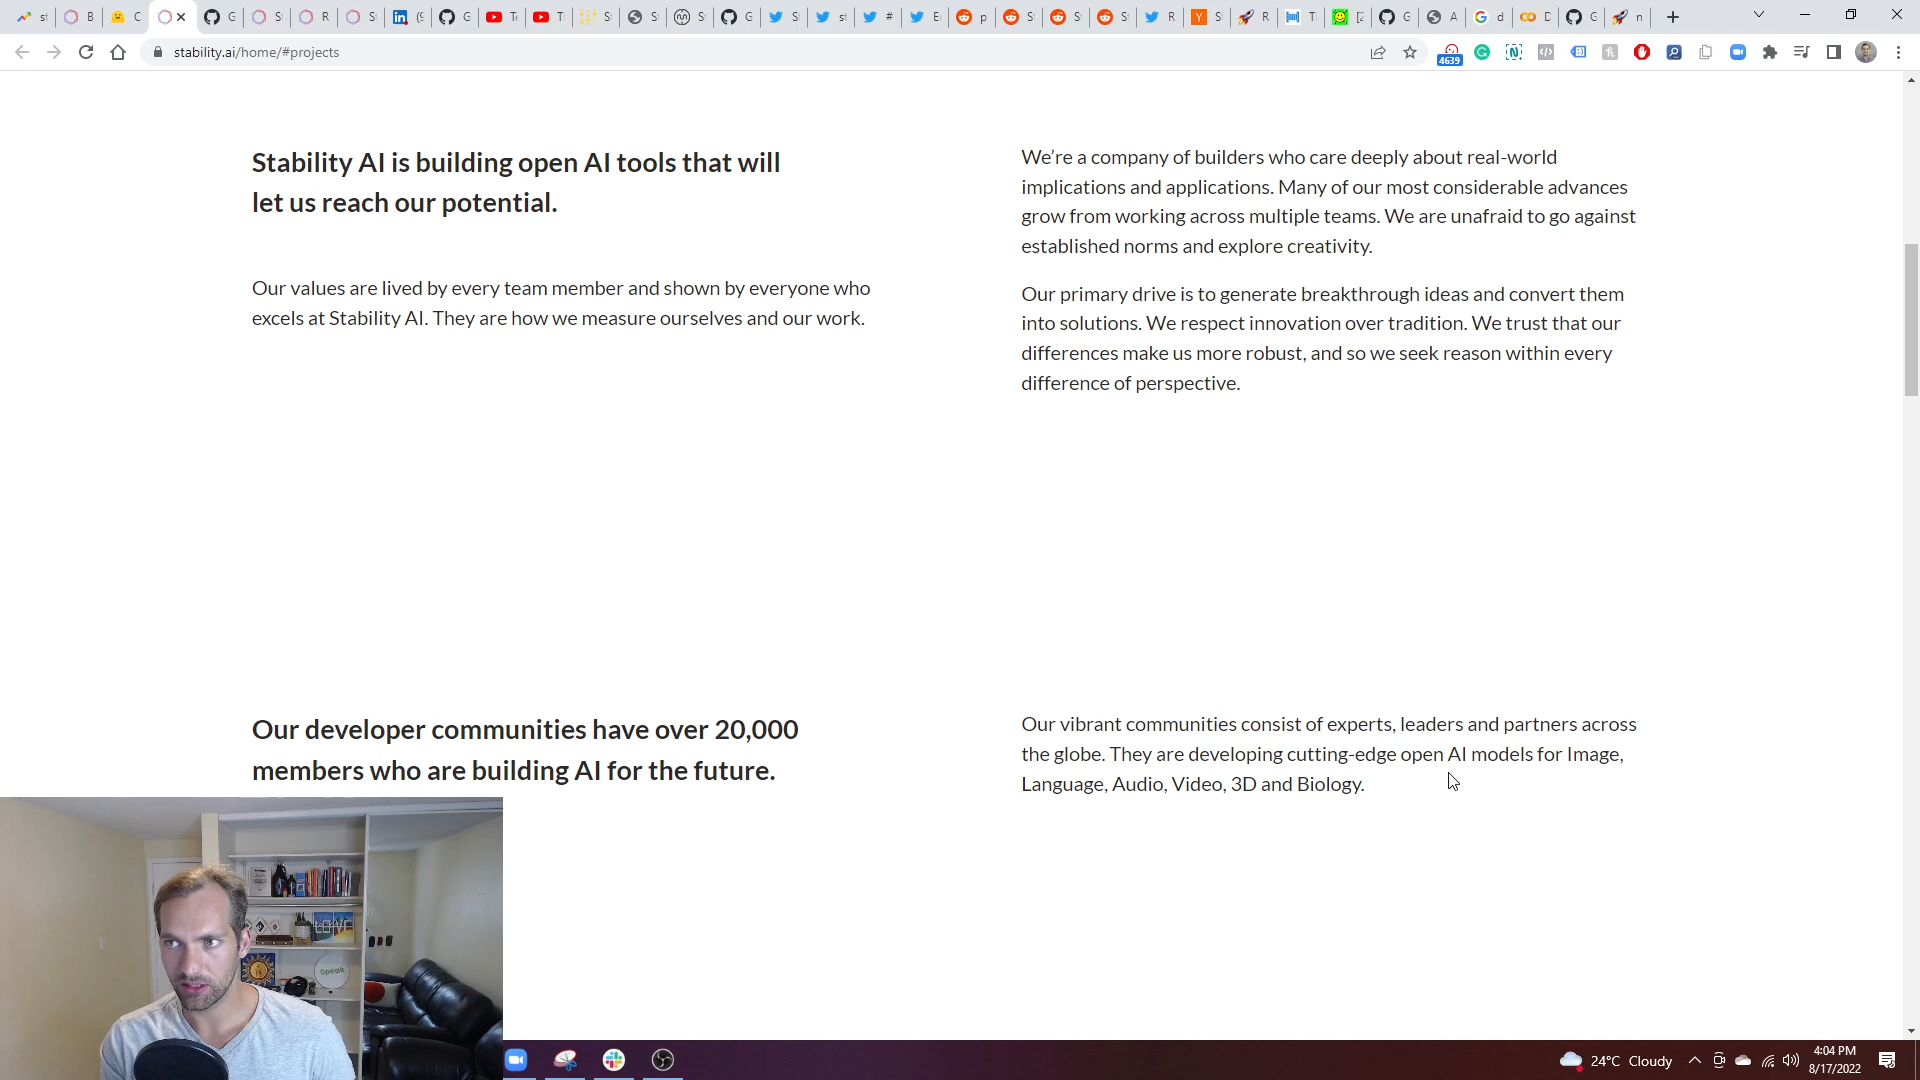 stability.ai/home/#projects
4639
Stability AI is building open AI tools that will
let us reach our potential.
Our values are lived by every team member and shown by everyone who
excels at Stability AI. They are how we measure ourselves and our work.
We’re a company of builders who care deeply about real-world
implications and applications. Many of our most considerable advances
grow from working across multiple teams. We are unafraid to go against
established norms and explore creativity.
Our primary drive is to generate breakthrough ideas and convert them
into solutions. We respect innovation over tradition. We trust that our
differences make us more robust, and so we seek reason within every
difference of perspective.
Our developer communities have over 20,000
members who are building AI for the future.
Our vibrant communities consist of experts, leaders and partners across
the globe. They are developing cutting-edge open AI models for Image,
Language, Audio, Video, 3D and Biology.
Speak
24°C Cloudy
4:04 PM
8/17/2022